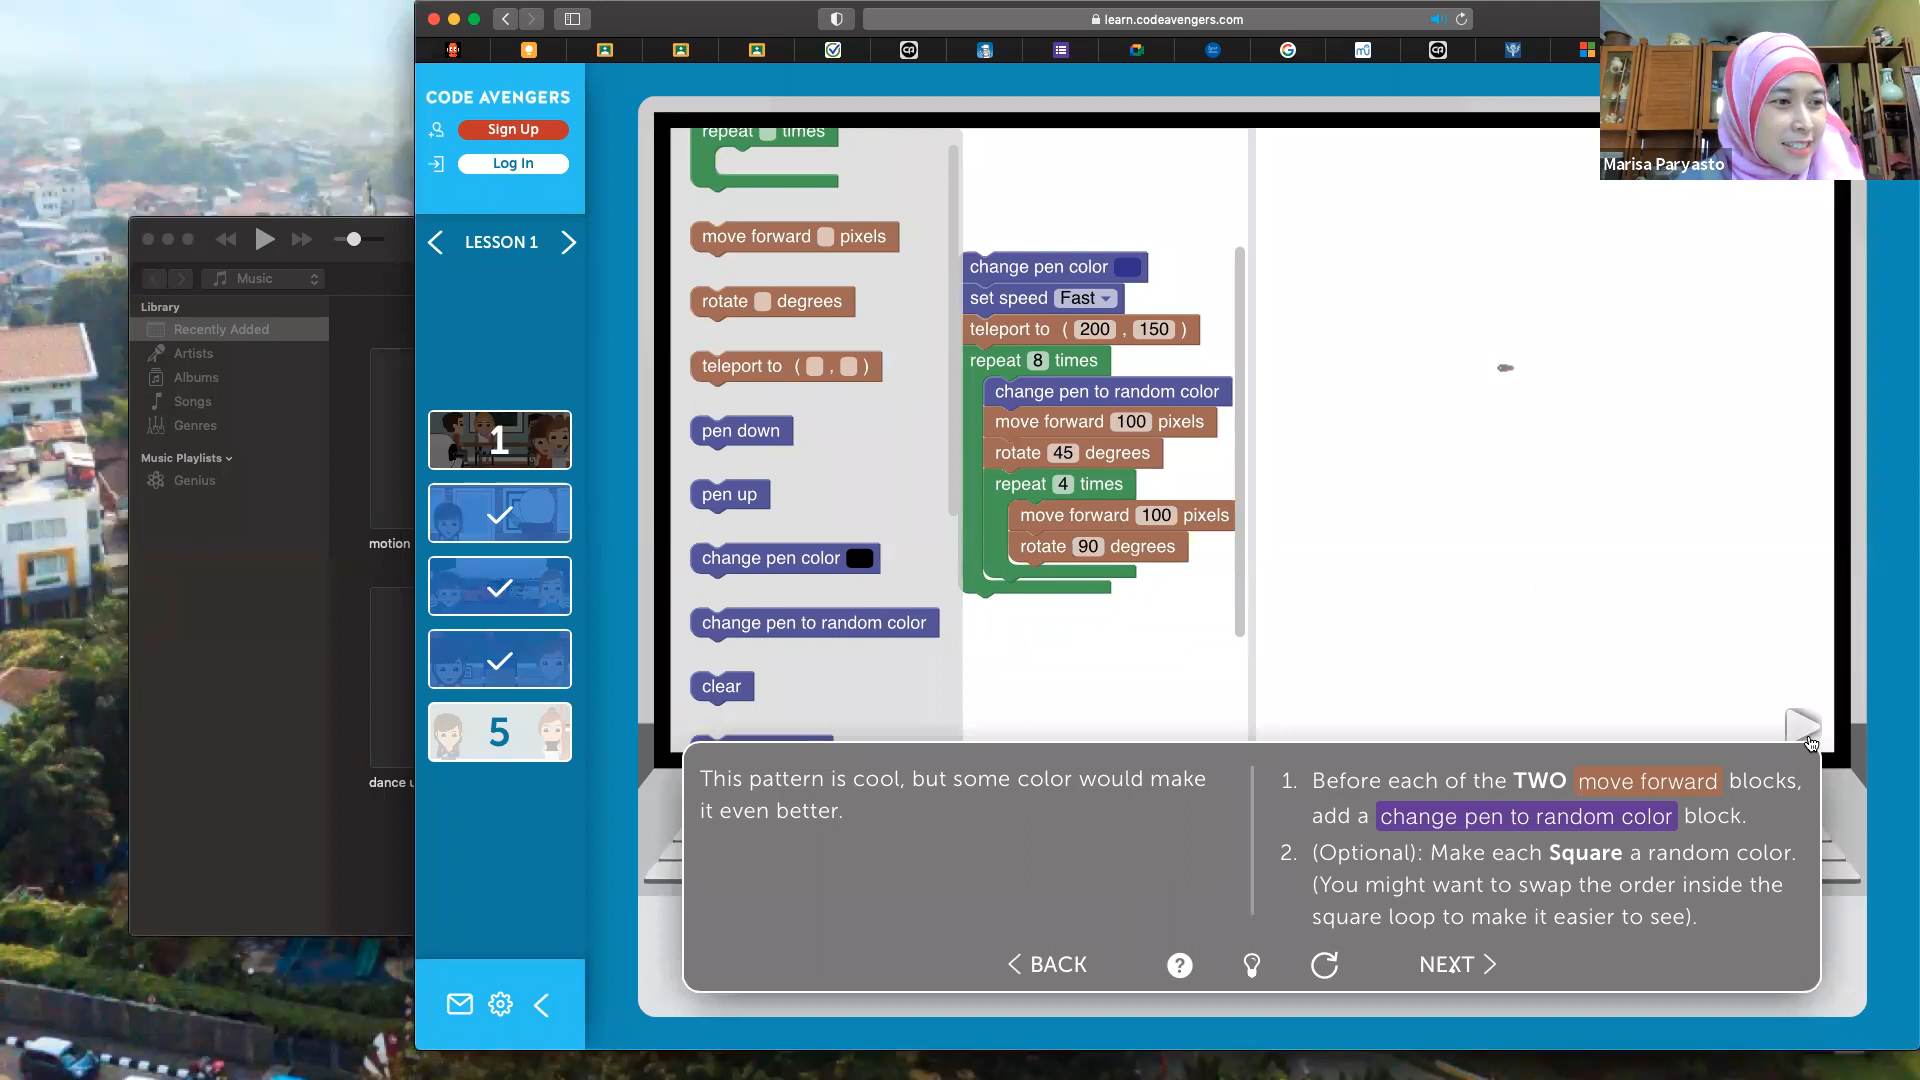 learn.codeavengers.com
Marisa Paryasto
CODE AVENGERS
Sign Up
Log In
LESSON 1
1
5
Music
Library
Recently Added
Artists
Albums
Songs
Genres
Music Playlists
Genius
motion
dance u
repeat times
move forward pixels
rotate degrees
teleport to ( , )
pen down
pen up
change pen color
change pen to random color
clear
change pen color
set speed Fast
teleport to ( 200 , 150 )
repeat 8 times
change pen to random color
move forward 100 pixels
rotate 45 degrees
repeat 4 times
move forward 100 pixels
rotate 90 degrees
This pattern is cool, but some color would make
it even better.
1. Before each of the TWO move forward blocks,
add a change pen to random color block.
2. (Optional): Make each Square a random color.
(You might want to swap the order inside the
square loop to make it easier to see).
BACK
?
NEXT